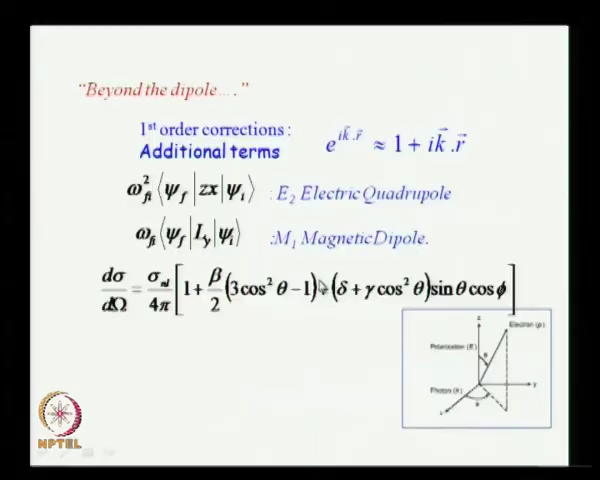 “Beyond the dipole….”
1st order corrections :
Additional terms
e^{i\vec{k}.\vec{r}} ≈ 1 + i\vec{k}.\vec{r}
ω_{fi}^2 ⟨ψ_f|zx|ψ_i⟩ : E_2 Electric Quadrupole
ω_{fi} ⟨ψ_f|l_y|ψ_i⟩ :M_1 Magnetic Dipole.
dσ/dΩ = σ_{nl}/4π [1 + β/2 (3cos^2 θ − 1) + (δ + γ cos^2 θ) sin θ cos ϕ]
z
Electron (p)
Polarization (E)
θ
y
Photon (k)
x
NPTEL